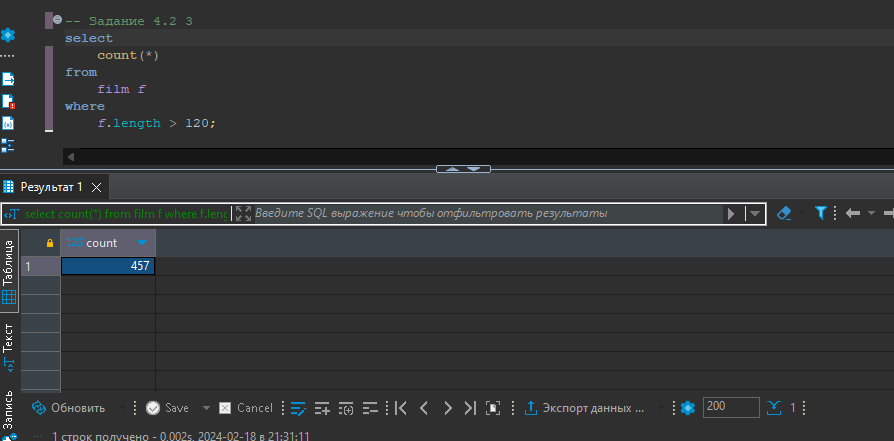 -- Задание 4.2 3
select
count(*)
from
film f
where
f.length > 120;
Результат 1
select count(*) from film f where f.leng
Введите SQL выражение чтобы отфильтровать результаты
Таблица
Текст
Запись
123 count
1 457
Обновить Save Cancel Экспорт данных ... 200 1
1 строк получено - 0.002s, 2024-02-18 в 21:31:11